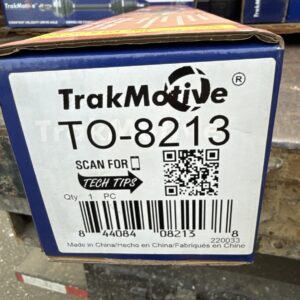 TrakMotive
TrakMotive®
TO-8213
SCAN FOR
TECH TIPS
Qty: 1 PC
8 44084 08213 8
220033
Made in China/Hecho en China/Fabriqués en Chine